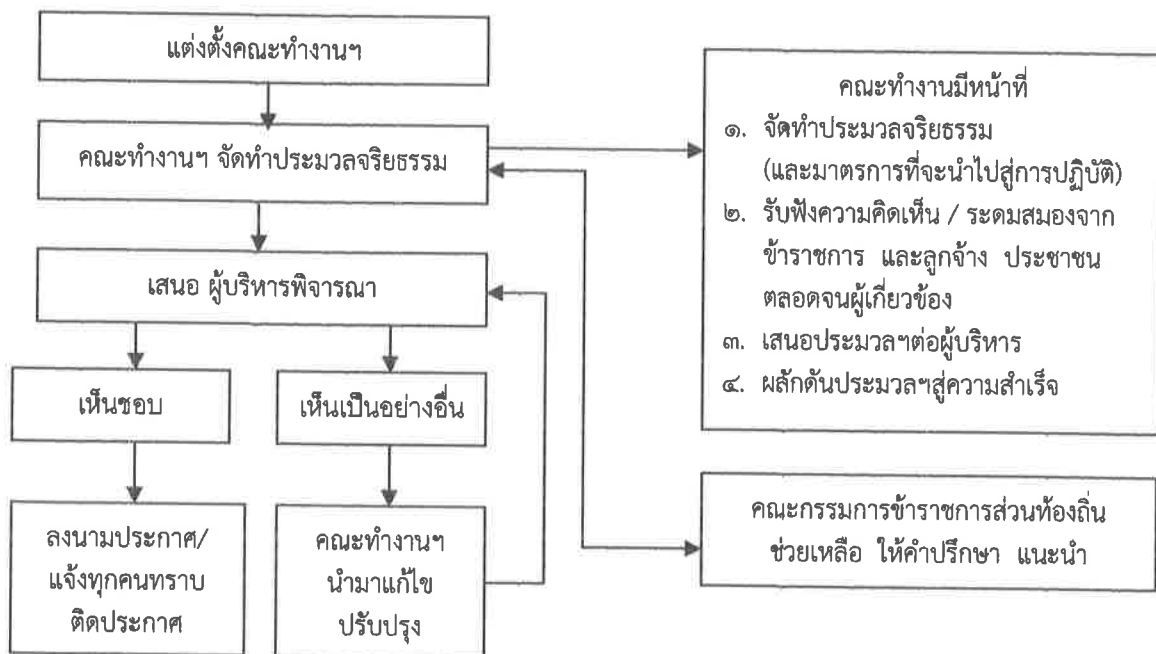 แต่งตั้งคณะทำงานฯ
คณะทำงานฯ จัดทำประมวลจริยธรรม
เสนอ ผู้บริหารพิจารณา
เห็นชอบ
เห็นเป็นอย่างอื่น
ลงนามประกาศ/
แจ้งทุกคนทราบ
ติดประกาศ
คณะทำงานฯ
นำมาแก้ไข
ปรับปรุง
คณะทำงานมีหน้าที่
๑. จัดทำประมวลจริยธรรม
(และมาตรการที่จะนำไปสู่การปฏิบัติ)
๒. รับฟังความคิดเห็น / ระดมสมองจาก
ข้าราชการ และลูกจ้าง ประชาชน
ตลอดจนผู้เกี่ยวข้อง
๓. เสนอประมวลฯต่อผู้บริหาร
๔. ผลักดันประมวลฯสู่ความสำเร็จ
คณะกรรมการข้าราชการส่วนท้องถิ่น
ช่วยเหลือ ให้คำปรึกษา แนะนำ